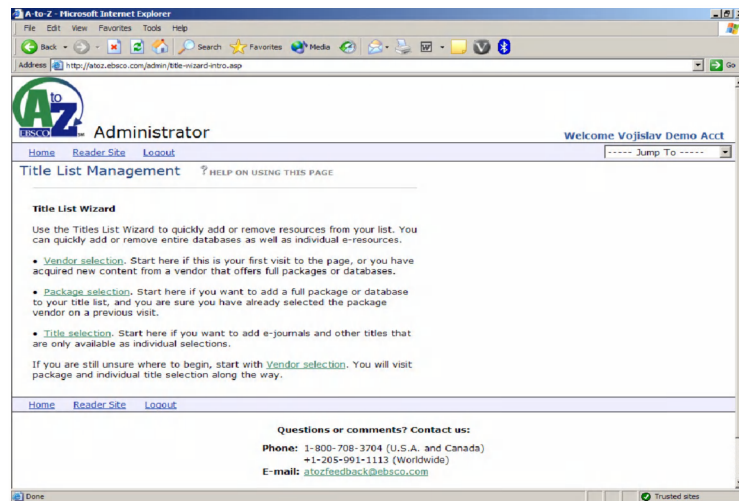 A-to-Z - Microsoft Internet Explorer
File Edit View Favorites Tools Help
Back Search Favorites Media
Address http://atoz.ebsco.com/admin/title-wizard-intro.asp Go
A to Z
EBSCO
Administrator
Welcome Vojislav Demo Acct
Home Reader Site Logout ----- Jump To -----
Title List Management ? HELP ON USING THIS PAGE
Title List Wizard
Use the Titles List Wizard to quickly add or remove resources from your list. You
can quickly add or remove entire databases as well as individual e-resources.
• Vendor selection. Start here if this is your first visit to the page, or you have
acquired new content from a vendor that offers full packages or databases.
• Package selection. Start here if you want to add a full package or database
to your title list, and you are sure you have already selected the package
vendor on a previous visit.
• Title selection. Start here if you want to add e-journals and other titles that
are only available as individual selections.
If you are still unsure where to begin, start with Vendor selection. You will visit
package and individual title selection along the way.
Home Reader Site Logout
Questions or comments? Contact us:
Phone: 1-800-708-3704 (U.S.A. and Canada)
+1-205-991-1113 (Worldwide)
E-mail: atozfeedback@ebsco.com
Done Trusted sites